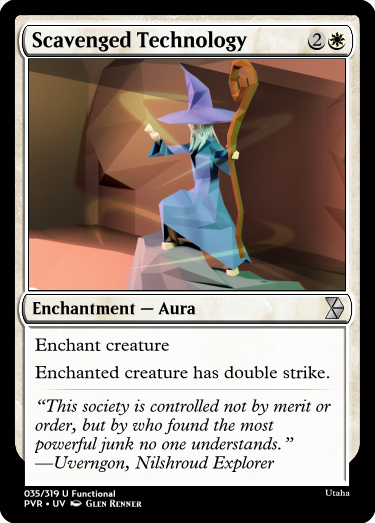 Scavenged Technology 2
Enchantment — Aura
Enchant creature
Enchanted creature has double strike.
“This society is controlled not by merit or
order, but by who found the most
powerful junk no one understands.”
—Uverngon, Nilshroud Explorer
035/319 U Functional
Utaha
PVR • UV Glen Renner